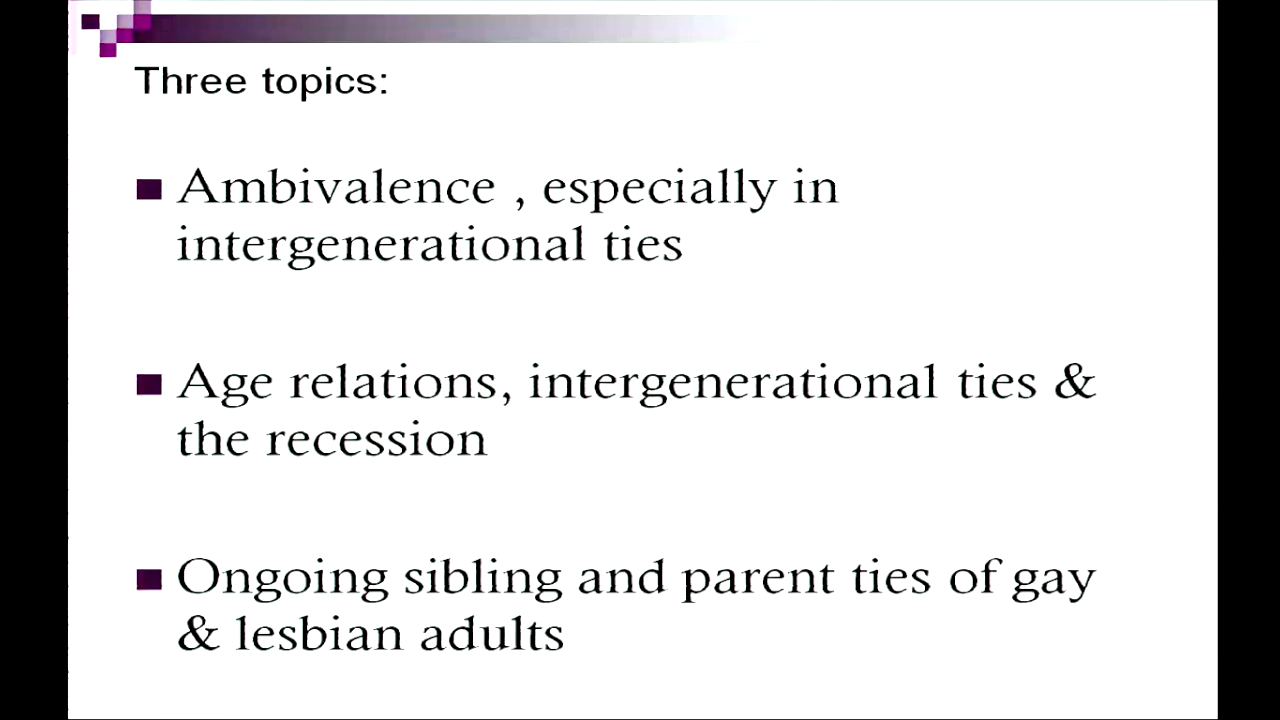 Three topics:
Ambivalence , especially in
intergenerational ties
Age relations, intergenerational ties &
the recession
Ongoing sibling and parent ties of gay
& lesbian adults